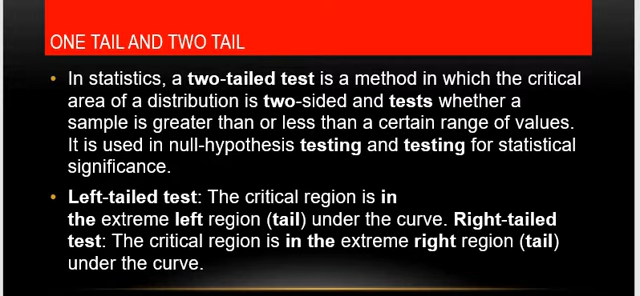 ONE TAIL AND TWO TAIL
• In statistics, a two-tailed test is a method in which the critical
area of a distribution is two-sided and tests whether a
sample is greater than or less than a certain range of values.
It is used in null-hypothesis testing and testing for statistical
significance.
• Left-tailed test: The critical region is in
the extreme left region (tail) under the curve. Right-tailed
test: The critical region is in the extreme right region (tail)
under the curve.